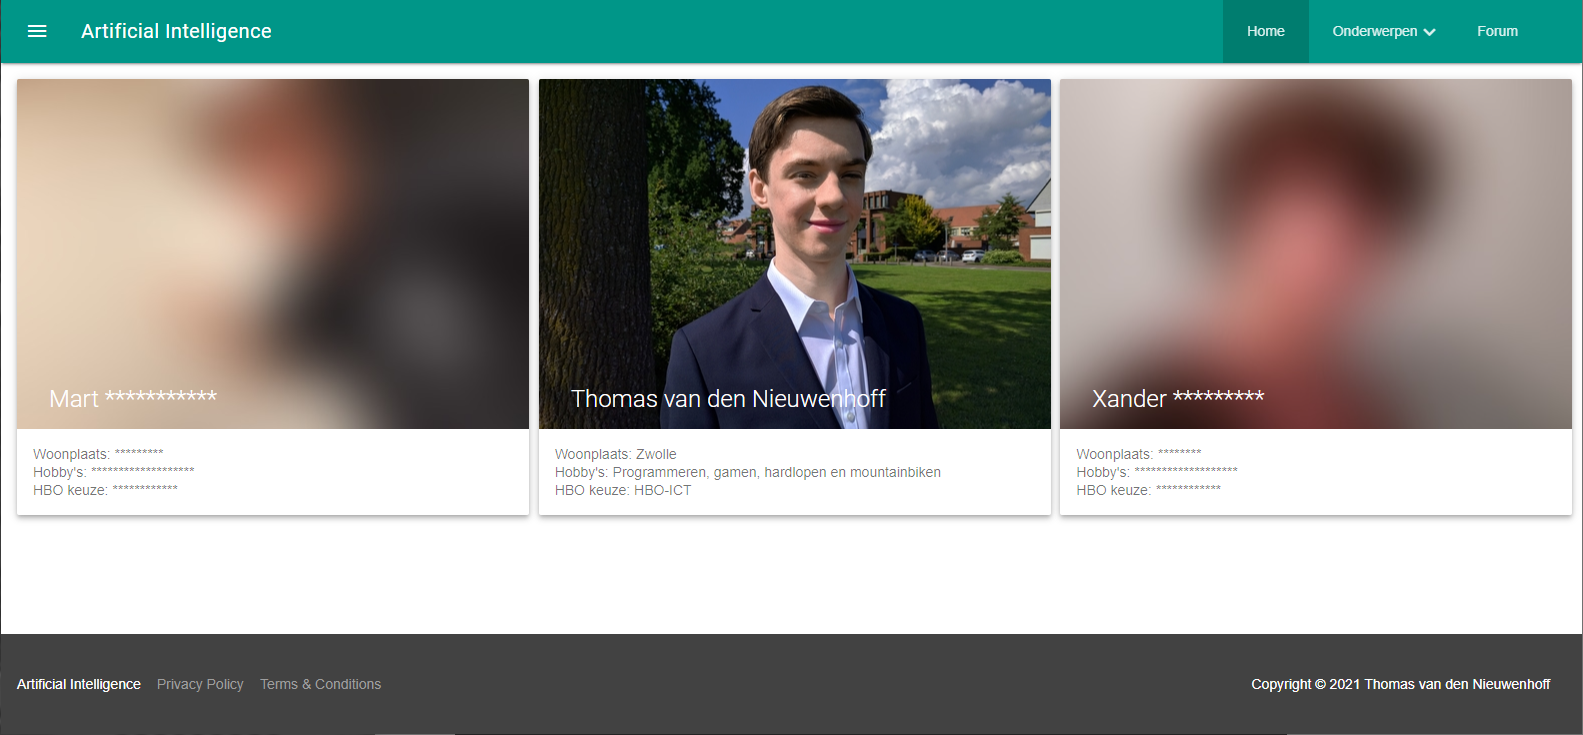 Artificial Intelligence
Home
Onderwerpen
Forum
Mart ***********
Woonplaats: *********
Hobby's: *******************
HBO keuze: ************
Thomas van den Nieuwenhoff
Woonplaats: Zwolle
Hobby's: Programmeren, gamen, hardlopen en mountainbiken
HBO keuze: HBO-ICT
Xander *********
Woonplaats: ********
Hobby's: *******************
HBO keuze: ************
Artificial Intelligence
Privacy Policy
Terms & Conditions
Copyright © 2021 Thomas van den Nieuwenhoff